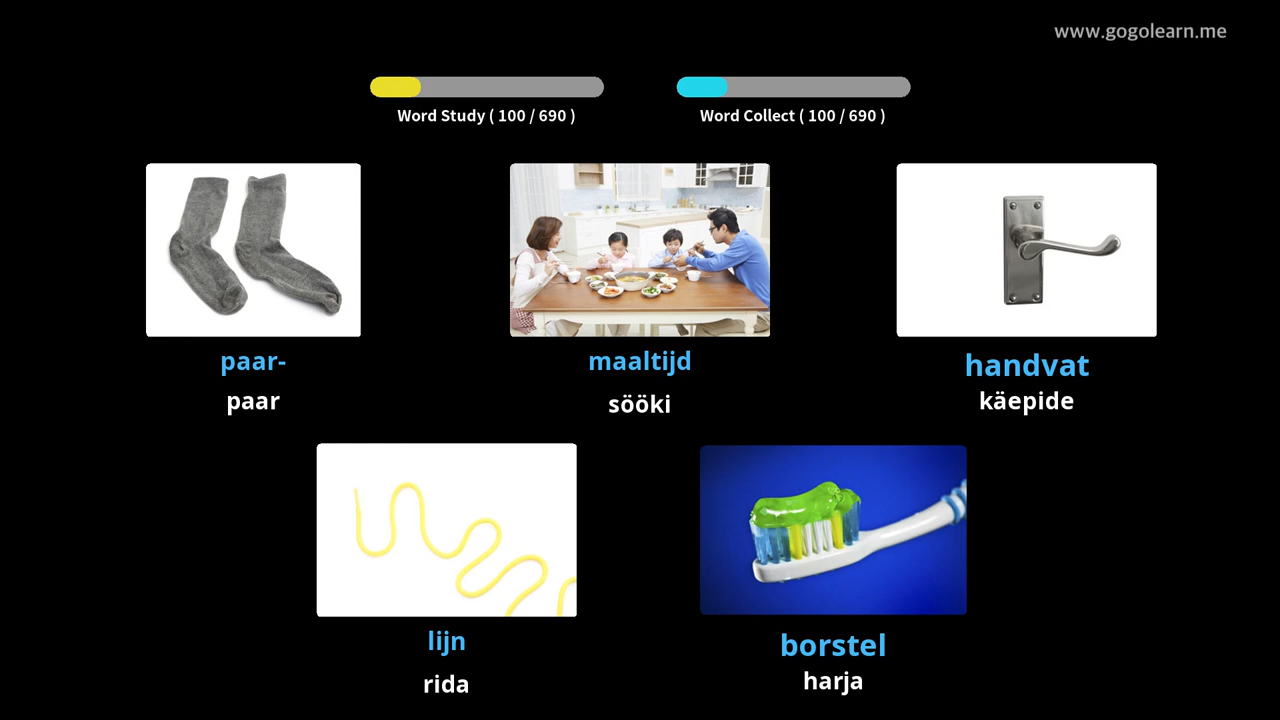 www.gogolearn.me
Word Study ( 100 / 690 )
Word Collect ( 100 / 690 )
paar-
paar
maaltijd
sööki
handvat
käepide
lijn
rida
borstel
harja